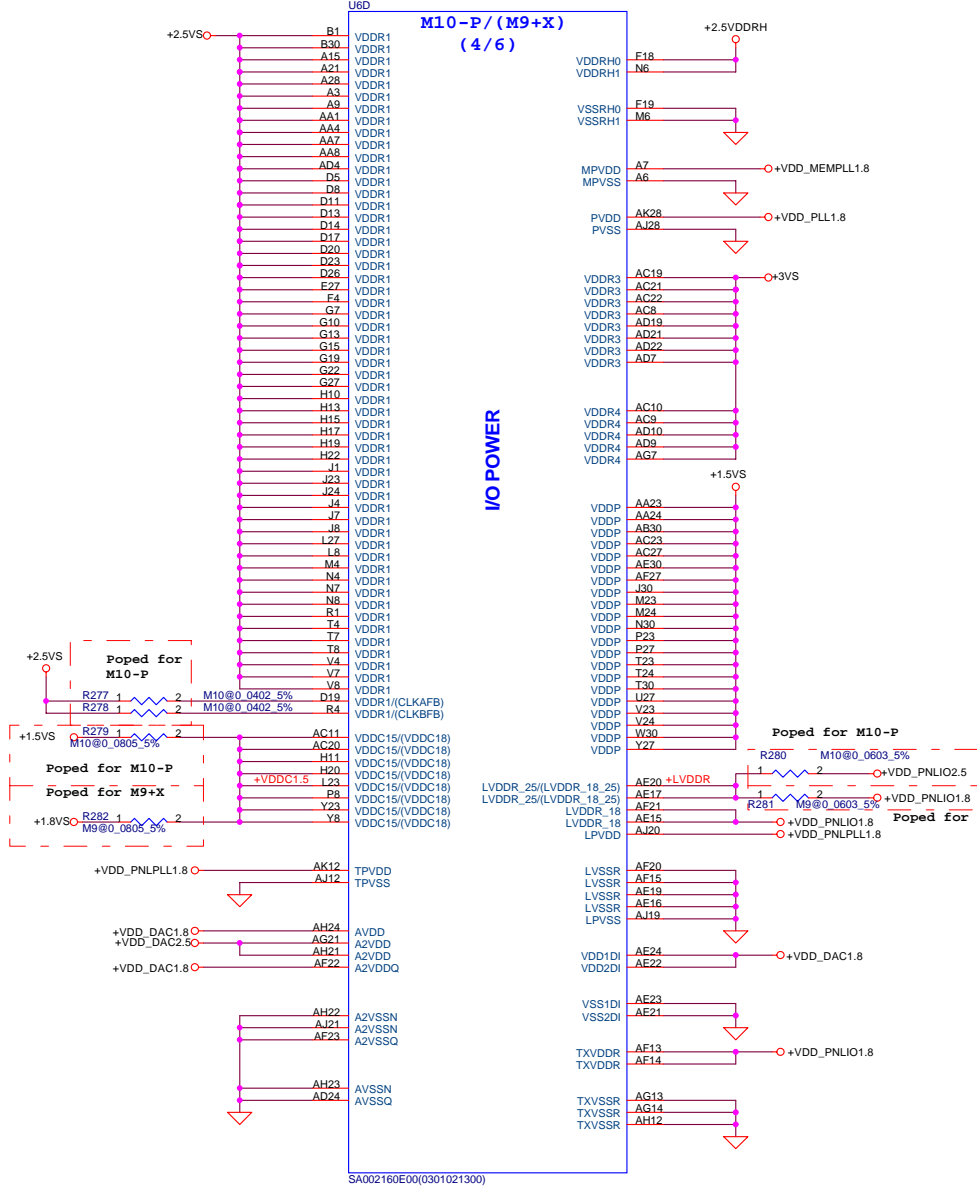 U6D
M10-P/(M9+X)
(4/6)
I/O POWER
+2.5VS
B1 VDDR1
B30 VDDR1
A15 VDDR1
A21 VDDR1
A28 VDDR1
A3 VDDR1
A9 VDDR1
AA1 VDDR1
AA4 VDDR1
AA7 VDDR1
AA8 VDDR1
AD4 VDDR1
D5 VDDR1
D8 VDDR1
D11 VDDR1
D13 VDDR1
D14 VDDR1
D17 VDDR1
D20 VDDR1
D23 VDDR1
D26 VDDR1
E27 VDDR1
F4 VDDR1
G7 VDDR1
G10 VDDR1
G13 VDDR1
G15 VDDR1
G19 VDDR1
G22 VDDR1
G27 VDDR1
H10 VDDR1
H13 VDDR1
H15 VDDR1
H17 VDDR1
H19 VDDR1
H22 VDDR1
J1 VDDR1
J23 VDDR1
J24 VDDR1
J4 VDDR1
J7 VDDR1
J8 VDDR1
L27 VDDR1
L8 VDDR1
M4 VDDR1
N4 VDDR1
N7 VDDR1
N8 VDDR1
R1 VDDR1
T4 VDDR1
T7 VDDR1
T8 VDDR1
V4 VDDR1
V7 VDDR1
V8 VDDR1
+2.5VS
Poped for
M10-P
R277 1 2 M10@0_0402_5% D19 VDDR1/(CLKAFB)
R278 1 2 M10@0_0402_5% R4 VDDR1/(CLKBFB)
+1.5VS R279 1 2 M10@0_0805_5%
Poped for M10-P
Poped for M9+X
+1.8VS R282 1 2 M9@0_0805_5%
+VDDC1.5
AC11 VDDC15/(VDDC18)
AC20 VDDC15/(VDDC18)
H11 VDDC15/(VDDC18)
H20 VDDC15/(VDDC18)
L23 VDDC15/(VDDC18)
P8 VDDC15/(VDDC18)
Y23 VDDC15/(VDDC18)
Y8 VDDC15/(VDDC18)
+VDD_PNLPLL1.8 AK12 TPVDD
AJ12 TPVSS
+VDD_DAC1.8 AH24 AVDD
+VDD_DAC2.5 AG21 A2VDD
AH21 A2VDD
+VDD_DAC1.8 AF22 A2VDDQ
AH22 A2VSSN
AJ21 A2VSSN
AF23 A2VSSQ
AH23 AVSSN
AD24 AVSSQ
+2.5VDDRH
VDDRH0 F18
VDDRH1 N6
VSSRH0 F19
VSSRH1 M6
MPVDD A7 +VDD_MEMPLL1.8
MPVSS A6
PVDD AK28 +VDD_PLL1.8
PVSS AJ28
VDDR3 AC19 +3VS
VDDR3 AC21
VDDR3 AC22
VDDR3 AC8
VDDR3 AD19
VDDR3 AD21
VDDR3 AD22
VDDR3 AD7
VDDR4 AC10
VDDR4 AC9
VDDR4 AD10
VDDR4 AD9
VDDR4 AG7
+1.5VS
VDDP AA23
VDDP AA24
VDDP AB30
VDDP AC23
VDDP AC27
VDDP AE30
VDDP AF27
VDDP J30
VDDP M23
VDDP M24
VDDP N30
VDDP P23
VDDP P27
VDDP T23
VDDP T24
VDDP T30
VDDP U27
VDDP V23
VDDP V24
VDDP W30
VDDP Y27
Poped for M10-P
R280 1 2 M10@0_0603_5% +VDD_PNLIO2.5
LVDDR_25/(LVDDR_18_25) AE20 +LVDDR
LVDDR_25/(LVDDR_18_25) AE17
R281 1 2 M9@0_0603_5% +VDD_PNLIO1.8
Poped for
LVDDR_18 AF21
LVDDR_18 AE15 +VDD_PNLIO1.8
LPVDD AJ20 +VDD_PNLPLL1.8
LVSSR AF20
LVSSR AF15
LVSSR AE19
LVSSR AE16
LPVSS AJ19
VDD1DI AE24 +VDD_DAC1.8
VDD2DI AE22
VSS1DI AE23
VSS2DI AE21
TXVDDR AF13 +VDD_PNLIO1.8
TXVDDR AF14
TXVSSR AG13
TXVSSR AG14
TXVSSR AH12
SA002160E00(0301021300)